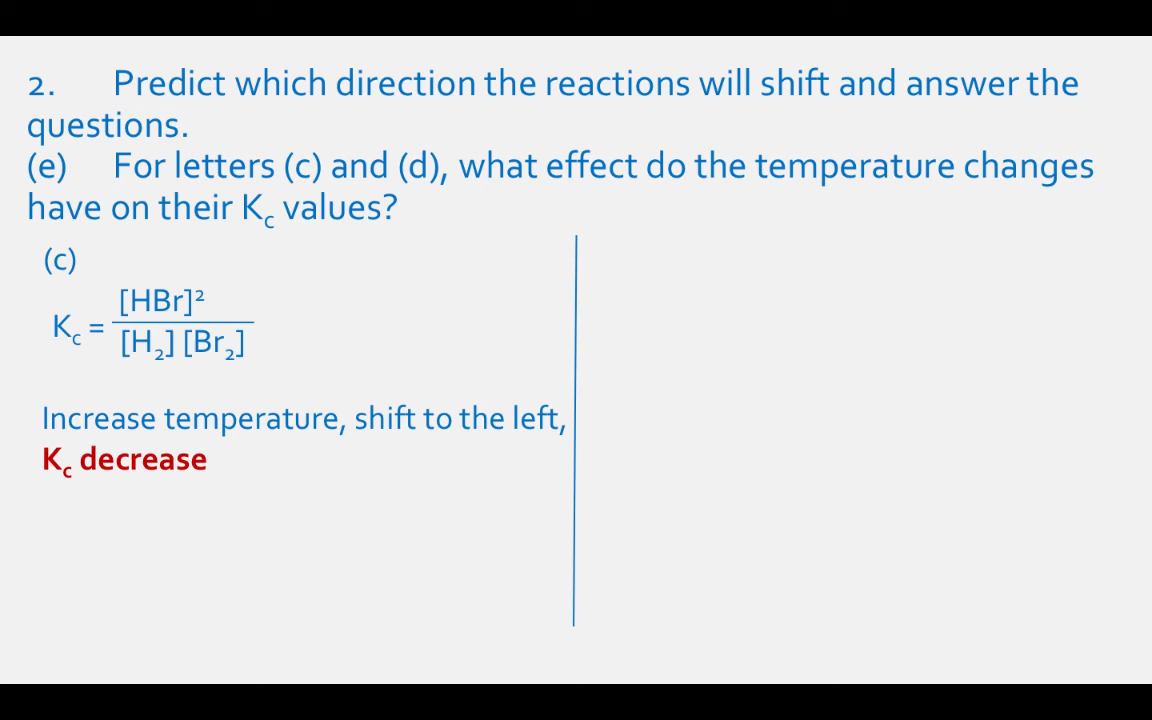 2. Predict which direction the reactions will shift and answer the
questions.
(e) For letters (c) and (d), what effect do the temperature changes
have on their Kc values?
(c)
[HBr]²
Kc =
[H₂] [Br₂]
Increase temperature, shift to the left,
Kc decrease